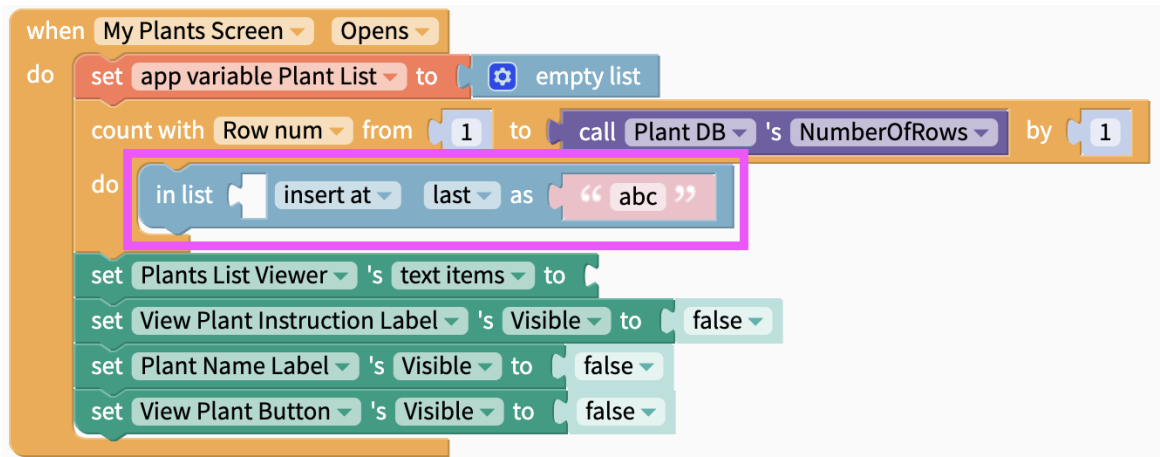 when My Plants Screen Opens
do set app variable Plant List to empty list
count with Row num from 1 to call Plant DB 's NumberOfRows by 1
do in list insert at last as “ abc ”
set Plants List Viewer 's text items to
set View Plant Instruction Label 's Visible to false
set Plant Name Label 's Visible to false
set View Plant Button 's Visible to false